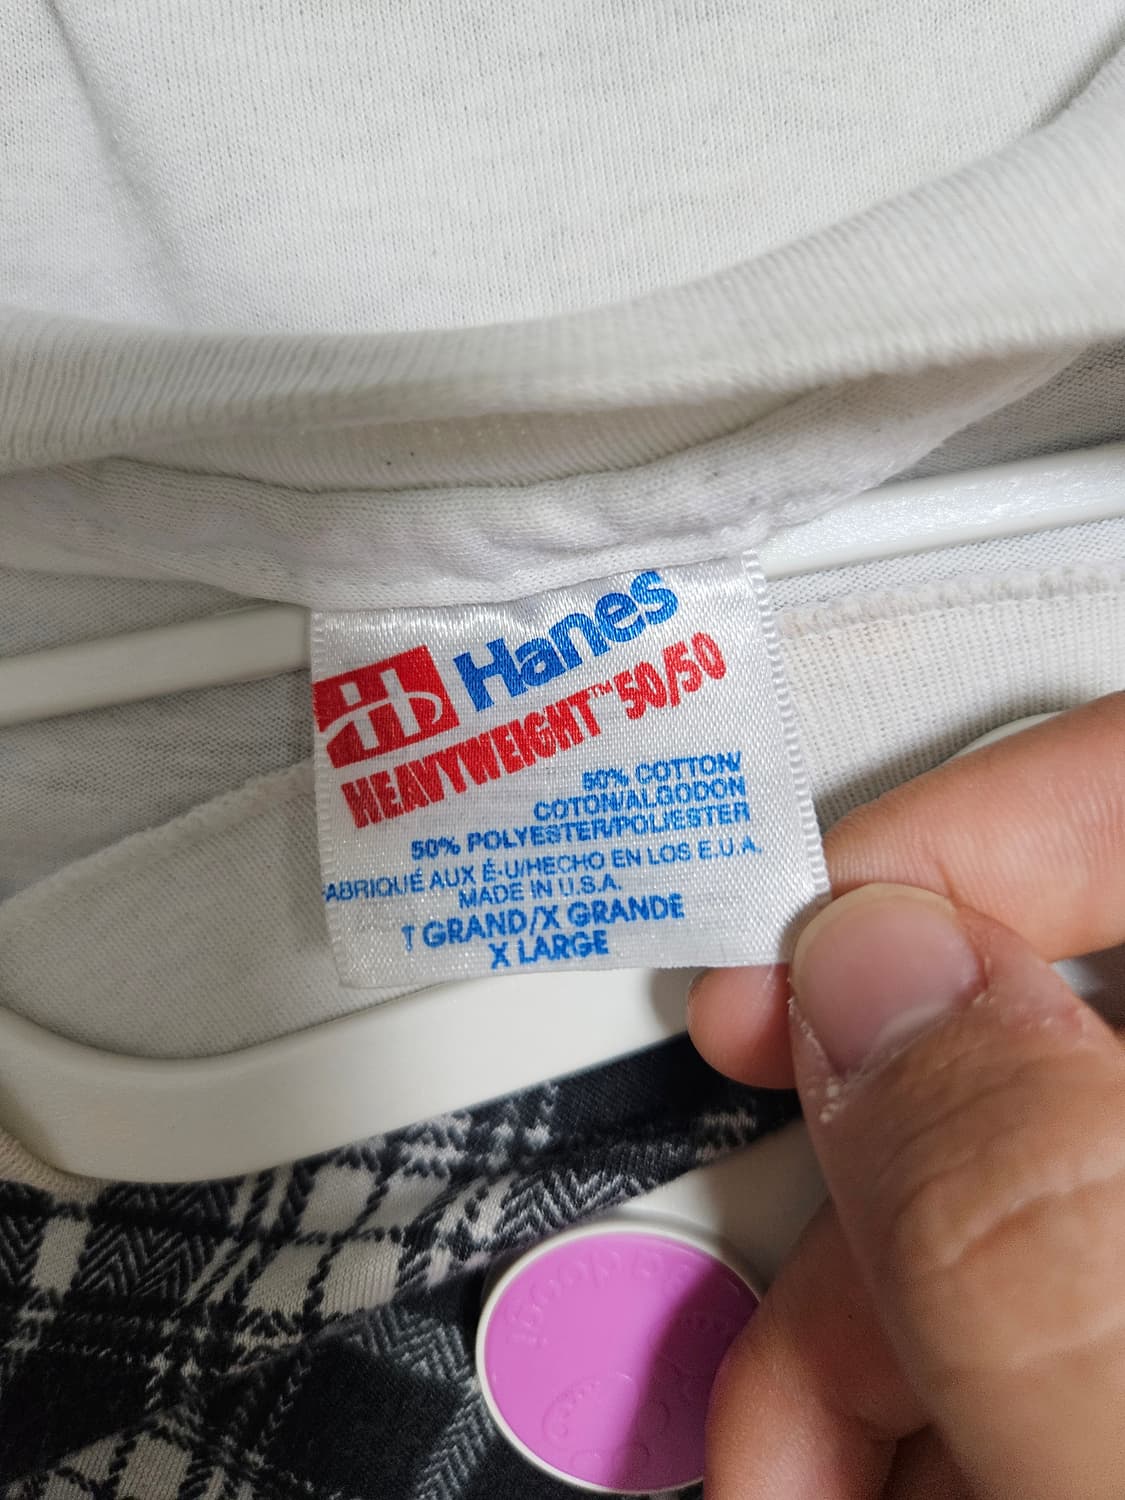 Hanes
H
HEAVYWEIGHT™ 50/50
50% COTTON/
COTON/ALGODON
50% POLYESTER/POLIESTER
ABRIQUÉ AUX É-U/HECHO EN LOS E.U.A.
MADE IN U.S.A.
T GRAND/X GRANDE
X LARGE